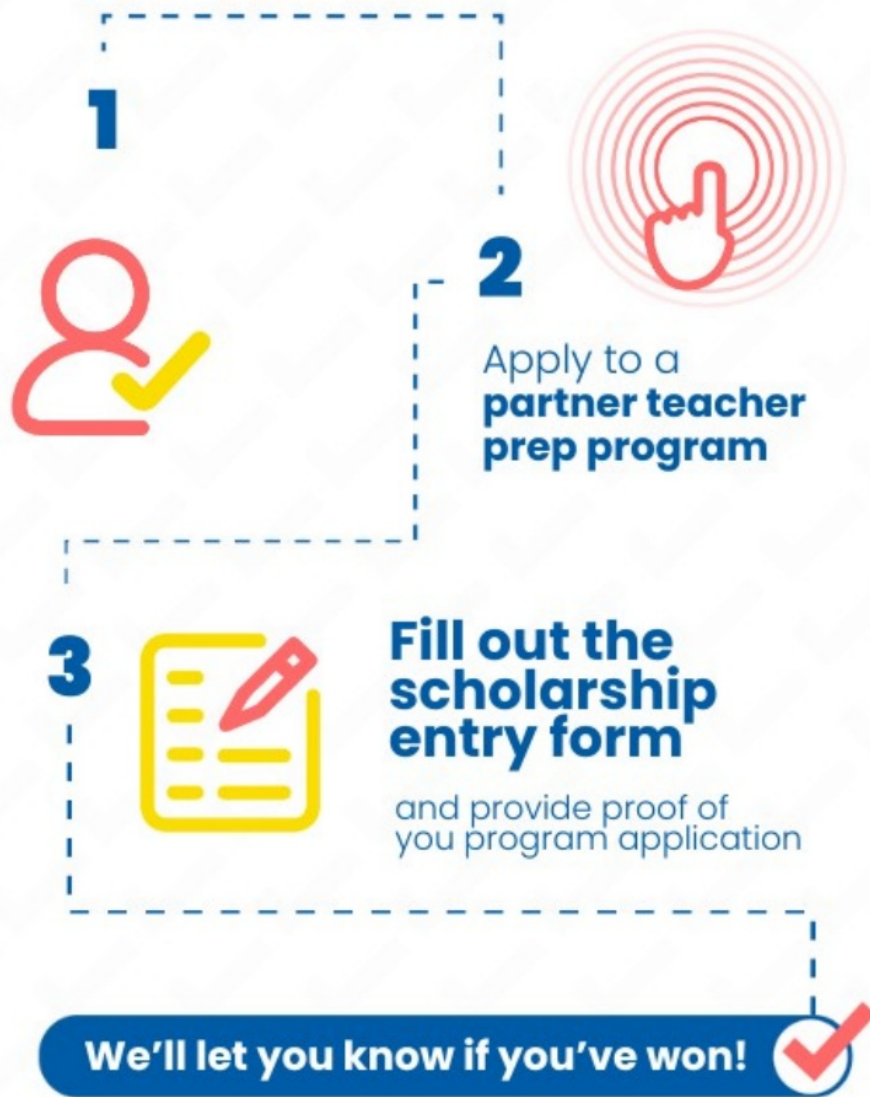 1
2
Apply to a
partner teacher
prep program
3
Fill out the
scholarship
entry form
and provide proof of
you program application
We'll let you know if you've won!